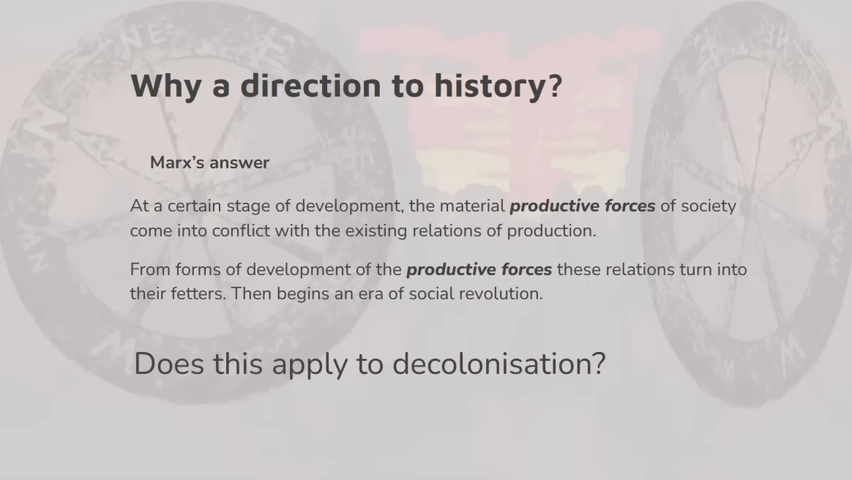 Why a direction to history?
Marx's answer
At a certain stage of development, the material productive forces of society
come into conflict with the existing relations of production.
From forms of development of the productive forces these relations turn into
their fetters. Then begins an era of social revolution.
Does this apply to decolonisation?